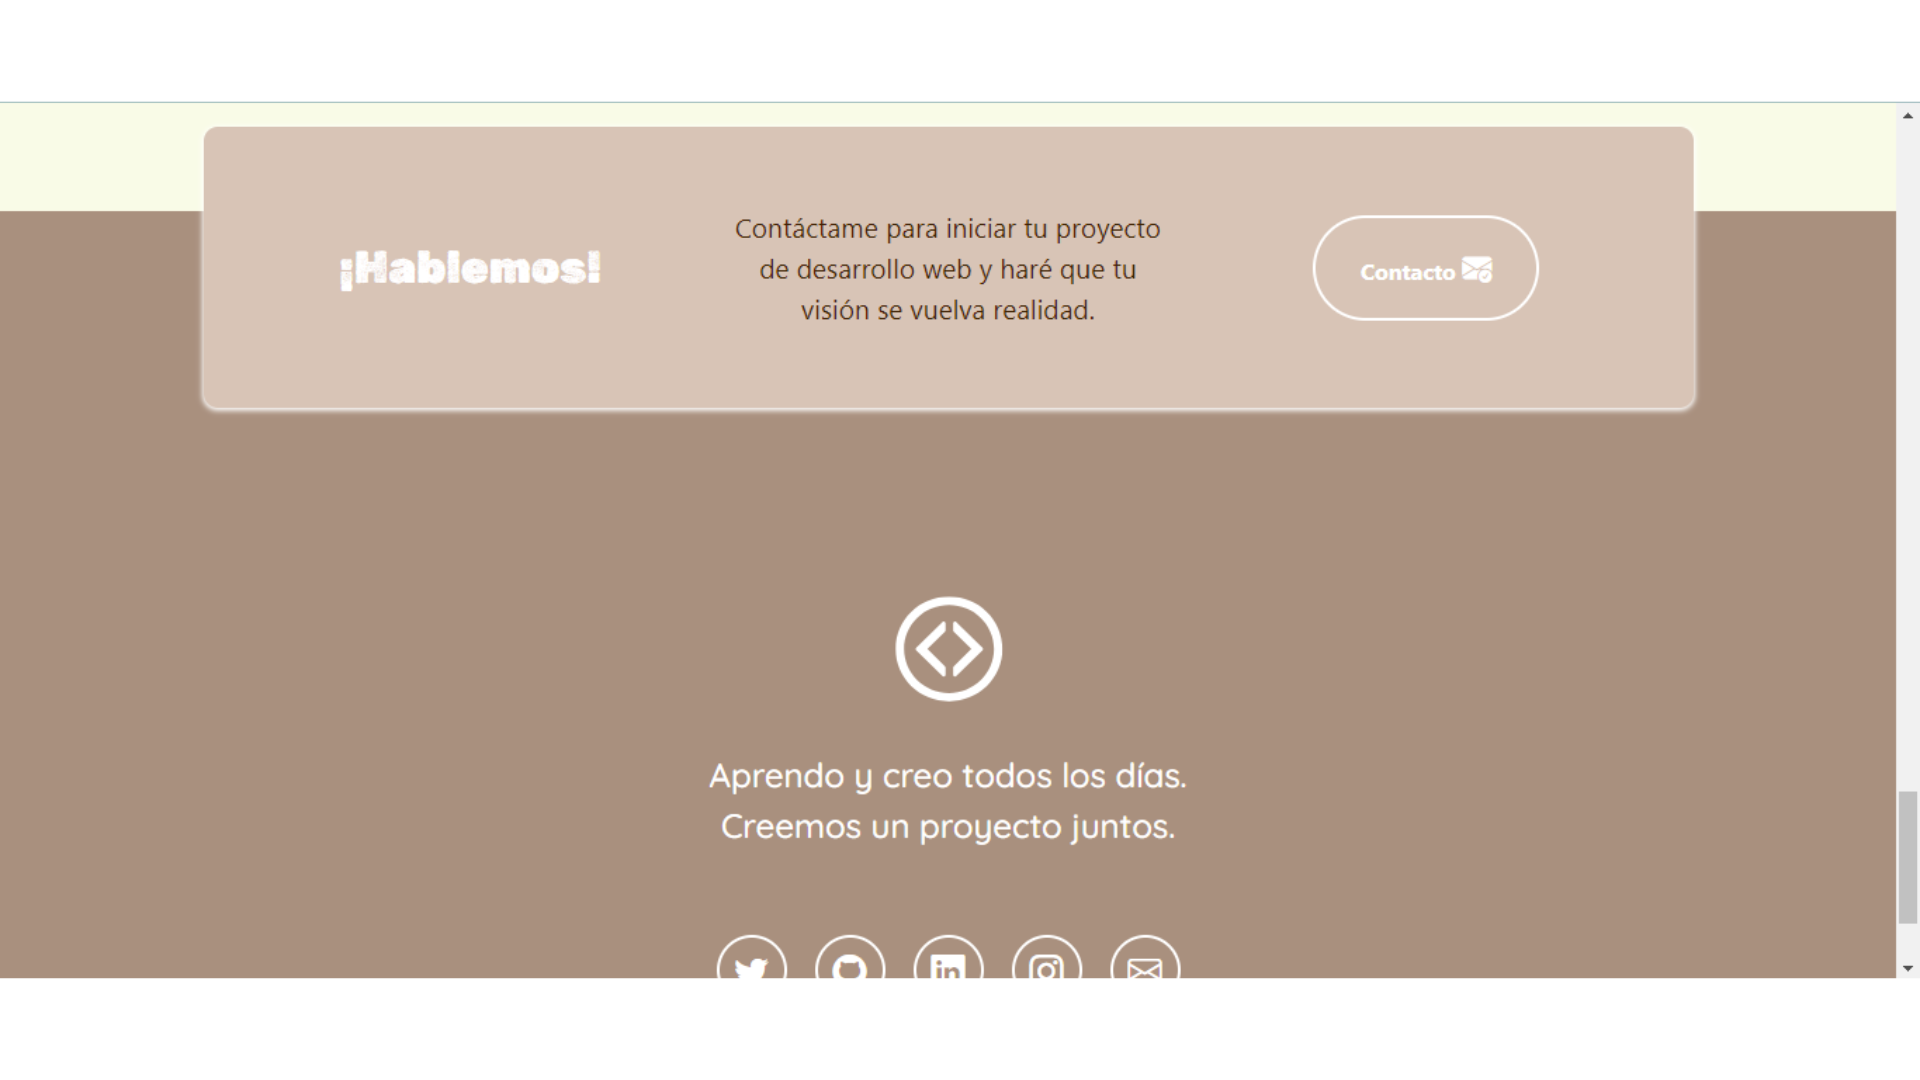 ¡Hablemos!
Contáctame para iniciar tu proyecto
de desarrollo web y haré que tu
visión se vuelva realidad.
Contacto
Aprendo y creo todos los días.
Creemos un proyecto juntos.
in